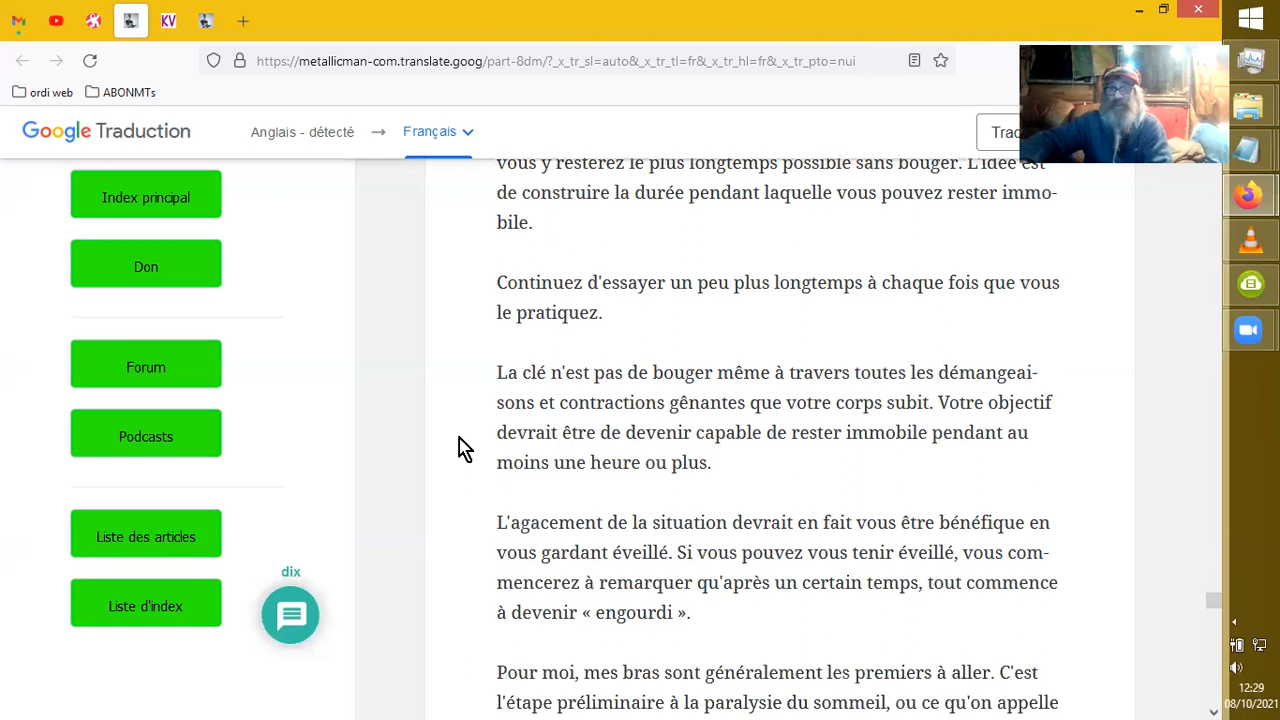 KV
https://metallicman-com.translate.goog/part-8dm/?_x_tr_sl=auto&_x_tr_tl=fr&_x_tr_hl=fr&_x_tr_pto=nui
ordi web
ABONMTs
Google Traduction
Anglais - détecté
Français
Trad
Index principal
Don
Forum
Podcasts
Liste des articles
Liste d'index
dix
vous y resterez le plus longtemps possible sans bouger. L'idée est
de construire la durée pendant laquelle vous pouvez rester immo-
bile.
Continuez d'essayer un peu plus longtemps à chaque fois que vous
le pratiquez.
La clé n'est pas de bouger même à travers toutes les démangeai-
sons et contractions gênantes que votre corps subit. Votre objectif
devrait être de devenir capable de rester immobile pendant au
moins une heure ou plus.
L'agacement de la situation devrait en fait vous être bénéfique en
vous gardant éveillé. Si vous pouvez vous tenir éveillé, vous com-
mencerez à remarquer qu'après un certain temps, tout commence
à devenir « engourdi ».
Pour moi, mes bras sont généralement les premiers à aller. C'est
l'étape préliminaire à la paralysie du sommeil, ou ce qu'on appelle
12:29
08/10/2021